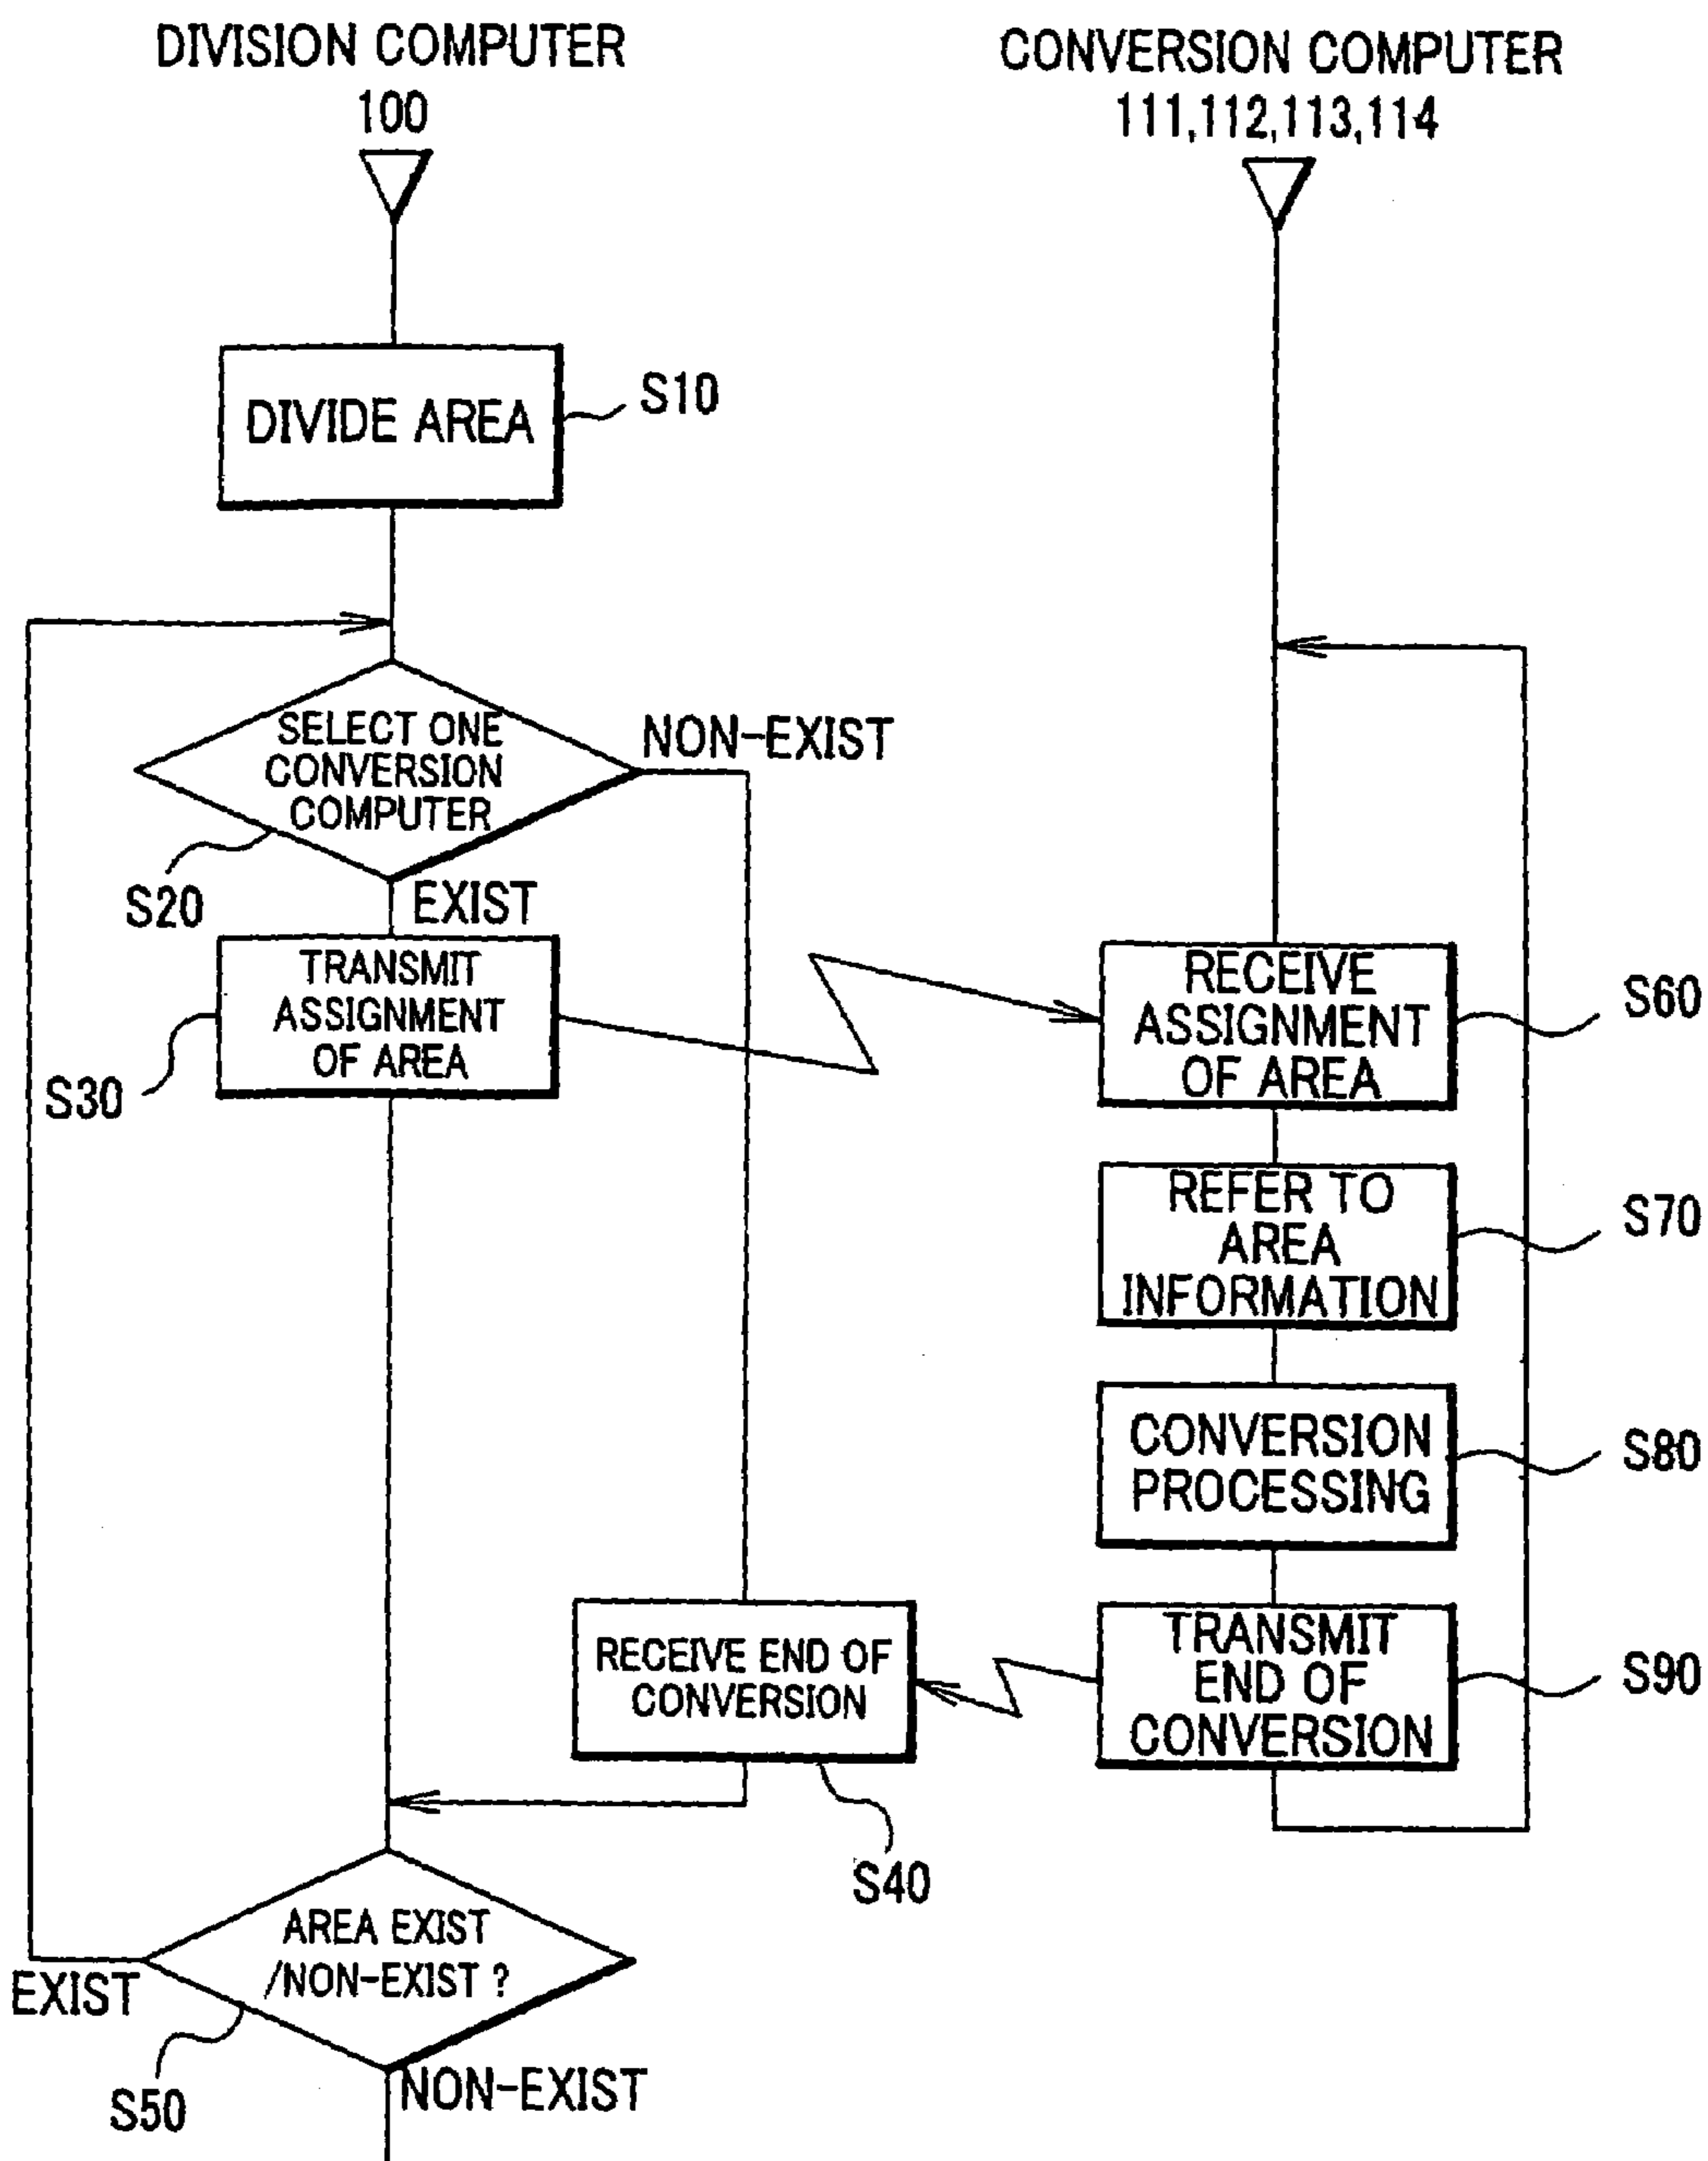 DIVISION COMPUTER
100
CONVERSION COMPUTER
111,112,113,114
DIVIDE AREA
S10
SELECT ONE
CONVERSION
COMPUTER
NON-EXIST
S20
EXIST
TRANSMIT
ASSIGNMENT
OF AREA
S30
RECEIVE
ASSIGNMENT
OF AREA
S60
REFER TO
AREA
INFORMATION
S70
CONVERSION
PROCESSING
S80
RECEIVE END OF
CONVERSION
S40
TRANSMIT
END OF
CONVERSION
S90
AREA EXIST
/NON-EXIST ?
EXIST
S50
NON-EXIST